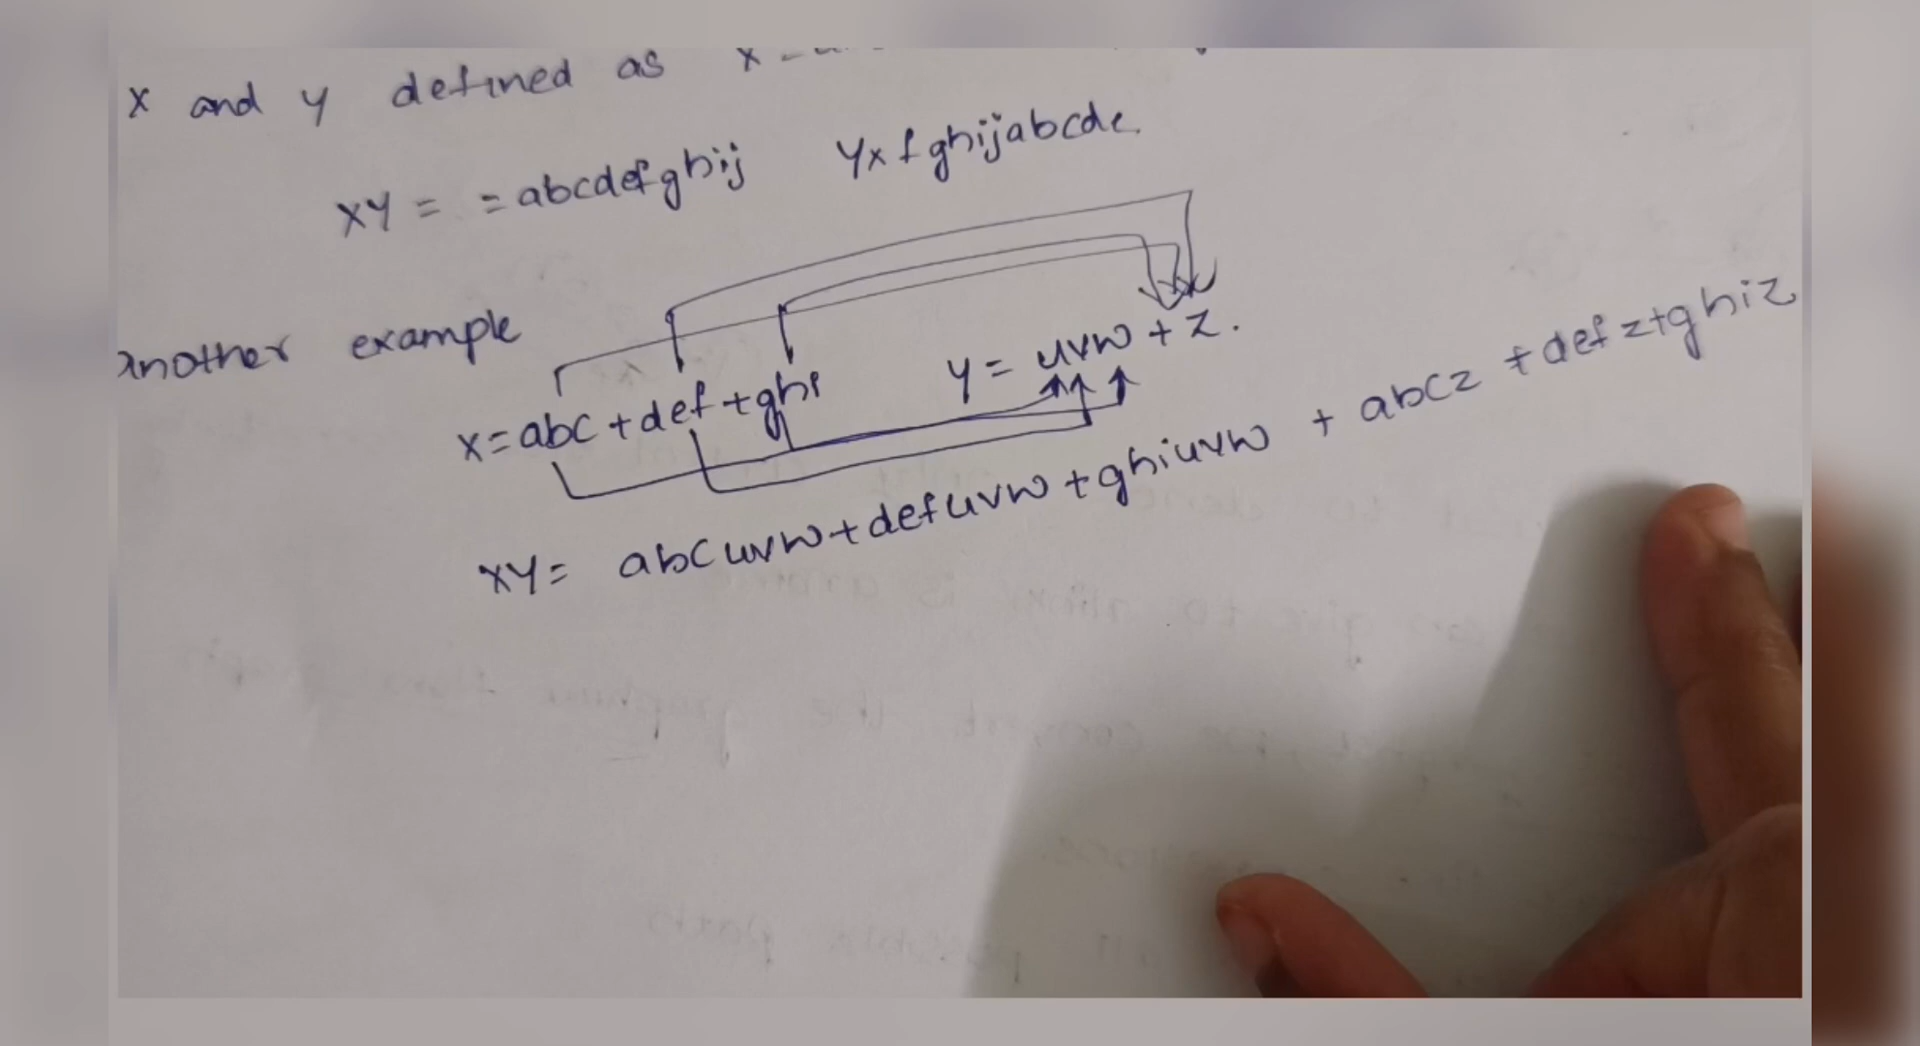 X and Y defined as X =
XY = = abcdefghij YX fghijabcde.
another example
X = abc + def + ghi Y = uvw + z.
XY = abcuvw + defuvw + ghiuvw + abcz + defz + ghiz